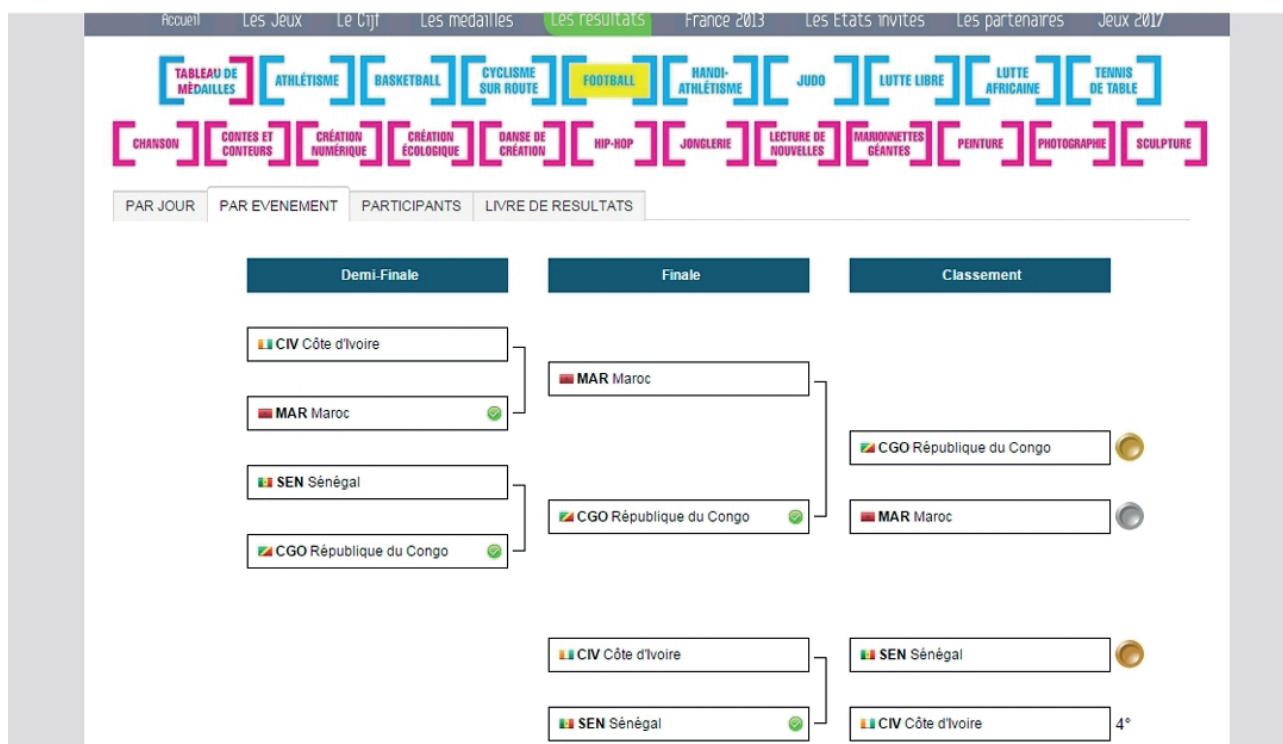 Accueil Les Jeux Le Cijf Les médailles Les résultats France 2013 Les Etats invités Les partenaires Jeux 2017
TABLEAU DE MÉDAILLES
ATHLÉTISME
BASKETBALL
CYCLISME SUR ROUTE
FOOTBALL
HANDI-ATHLÉTISME
JUDO
LUTTE LIBRE
LUTTE AFRICAINE
TENNIS DE TABLE
CHANSON
CONTES ET CONTEURS
CRÉATION NUMÉRIQUE
CRÉATION ÉCOLOGIQUE
DANSE DE CRÉATION
HIP-HOP
JONGLERIE
LECTURE DE NOUVELLES
MARIONNETTES GÉANTES
PEINTURE
PHOTOGRAPHIE
SCULPTURE
PAR JOUR PAR EVENEMENT PARTICIPANTS LIVRE DE RESULTATS
Demi-Finale Finale Classement
CIV Côte d'Ivoire
MAR Maroc
MAR Maroc
CGO République du Congo
SEN Sénégal
CGO République du Congo MAR Maroc
CGO République du Congo
CIV Côte d'Ivoire SEN Sénégal
SEN Sénégal CIV Côte d'Ivoire 4°